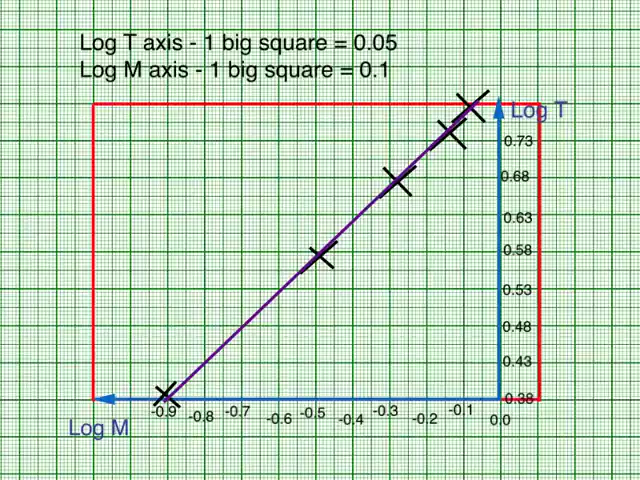 Log T axis - 1 big square = 0.05
Log M axis - 1 big square = 0.1
Log T
0.73
0.68
0.63
0.58
0.53
0.48
0.43
0.38
-0.9 -0.8 -0.7 -0.6 -0.5 -0.4 -0.3 -0.2 -0.1 0.0
Log M